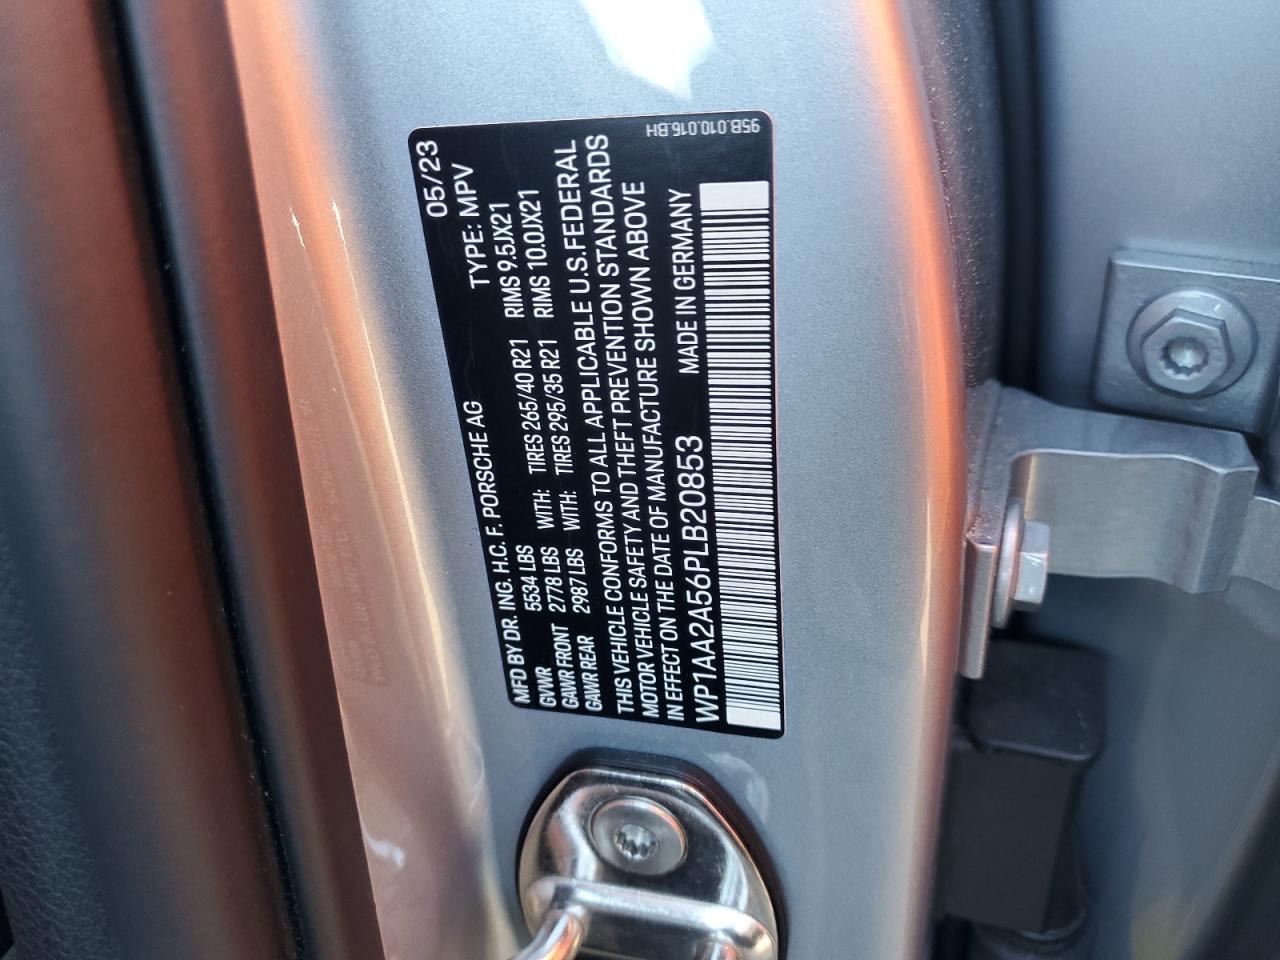 05/23
MFD BY DR. ING. H.C. F. PORSCHE AG TYPE: MPV
GVWR 5534 LBS
GAWR FRONT 2778 LBS WITH: TIRES 265/40 R21 RIMS 9.5JX21
GAWR REAR 2987 LBS WITH: TIRES 295/35 R21 RIMS 10.0JX21
THIS VEHICLE CONFORMS TO ALL APPLICABLE U.S.FEDERAL
MOTOR VEHICLE SAFETY AND THEFT PREVENTION STANDARDS
IN EFFECT ON THE DATE OF MANUFACTURE SHOWN ABOVE
WP1AA2A56PLB20853 MADE IN GERMANY
95B.010.016.BH